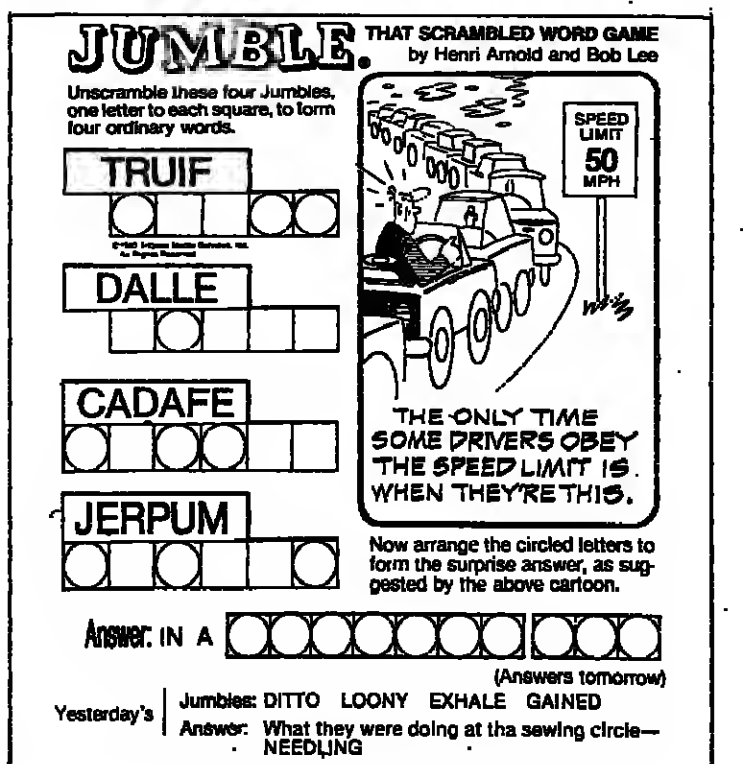 JUMBLE.
THAT SCRAMBLED WORD GAME
by Henri Arnold and Bob Lee
Unscramble these four Jumbles,
one letter to each square, to form
four ordinary words.
TRUIF
DALLE
CADAFE
JERPUM
SPEED
LIMIT
50
MPH
THE ONLY TIME
SOME DRIVERS OBEY
THE SPEED LIMIT IS
WHEN THEY'RE THIS.
Now arrange the circled letters to
form the surprise answer, as sug-
gested by the above cartoon.
Answer: IN A
(Answers tomorrow)
Yesterday's
Jumbles: DITTO LOONY EXHALE GAINED
Answer: What they were doing at tha sewing circle—
NEEDLING